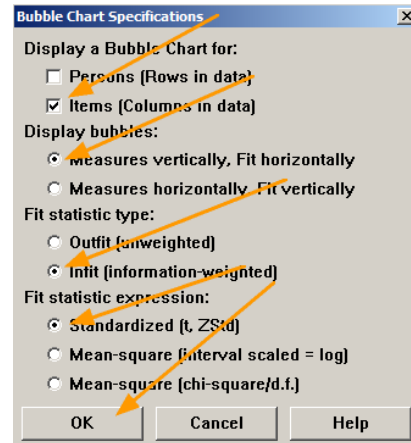 Bubble Chart Specifications
Display a Bubble Chart for:
Persons (Rows in data)
Items (Columns in data)
Display bubbles:
Measures vertically, Fit horizontally
Measures horizontally, Fit vertically
Fit statistic type:
Outfit (unweighted)
Infit (information-weighted)
Fit statistic expression:
Standardized (t, ZStd)
Mean-square (interval scaled = log)
Mean-square (chi-square/d.f.)
OK Cancel Help